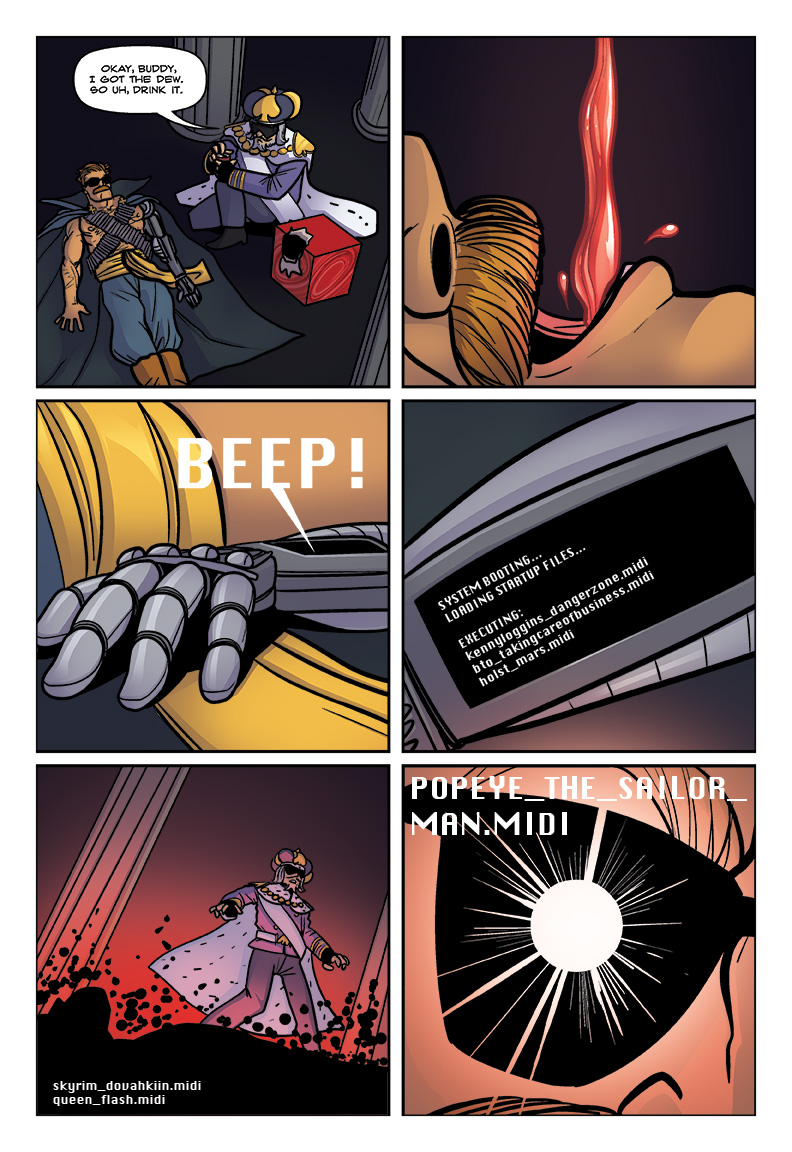 OKAY, BUDDY,
I GOT THE DEW.
SO UH, DRINK IT.
BEEP!
SYSTEM BOOTING...
LOADING STARTUP FILES...
EXECUTING:
kennyloggins_dangerzone.midi
bto_takingcareofbusiness.midi
holst_mars.midi
skyrim_dovahkiin.midi
queen_flash.midi
POPEYE_THE_SAILOR_
MAN.MIDI